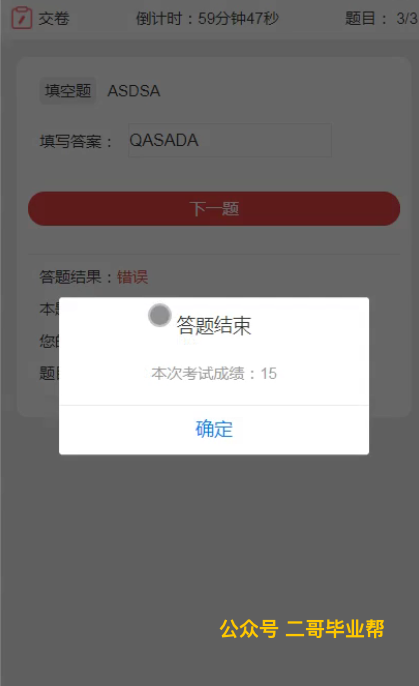 交卷 倒计时：59分钟47秒 题目： 3/3
填空题 ASDSA
填写答案： QASADA
下一题
答题结果：错误
本
答题结束
您的
本次考试成绩：15
题目
确定
公众号 二哥毕业帮